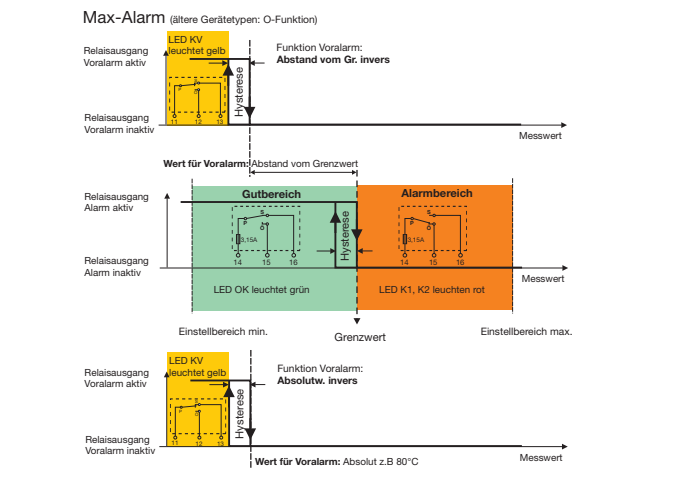 Max-Alarm (ältere Gerätetypen: O-Funktion)
LED KV
leuchtet gelb
Funktion Voralarm:
Abstand vom Gr. invers
Relaisausgang
Voralarm aktiv
Hysterese
11 12 13
Relaisausgang
Voralarm inaktiv
Messwert
Wert für Voralarm: Abstand vom Grenzwert
Gutbereich
Alarmbereich
Relaisausgang
Alarm aktiv
S
P
Ö
3,15A
14 15 16
Hysterese
S
P
Ö
3,15A
14 15 16
Relaisausgang
Alarm inaktiv
Messwert
LED OK leuchtet grün
LED K1, K2 leuchten rot
Einstellbereich min.
Grenzwert
Einstellbereich max.
LED KV
leuchtet gelb
Funktion Voralarm:
Absolutw. invers
Relaisausgang
Voralarm aktiv
Hysterese
11 12 13
Relaisausgang
Voralarm inaktiv
Messwert
Wert für Voralarm: Absolut z.B 80°C